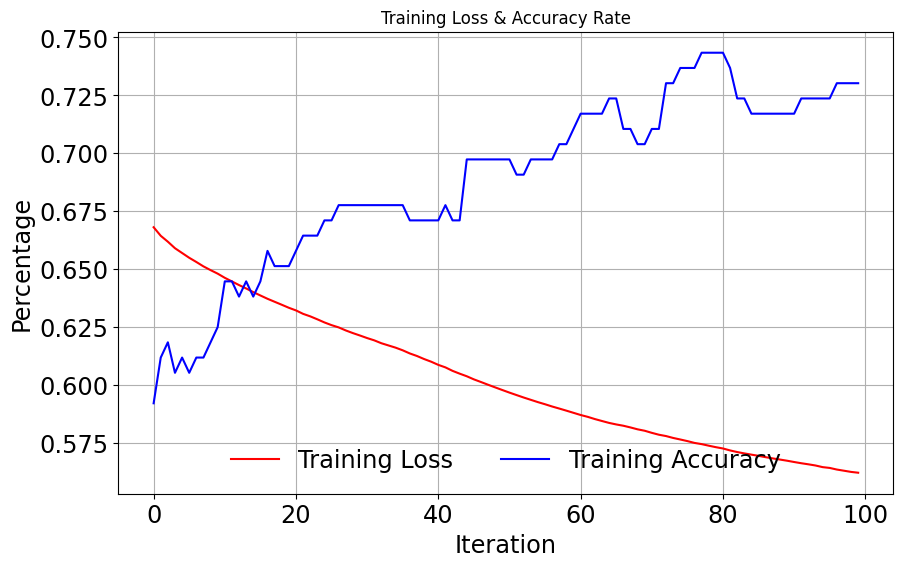 Training Loss & Accuracy Rate
0.750
0.725
0.700
0.675
0.650
0.625
0.600
0.575
Percentage
Training Loss
Training Accuracy
0 20 40 60 80 100
Iteration